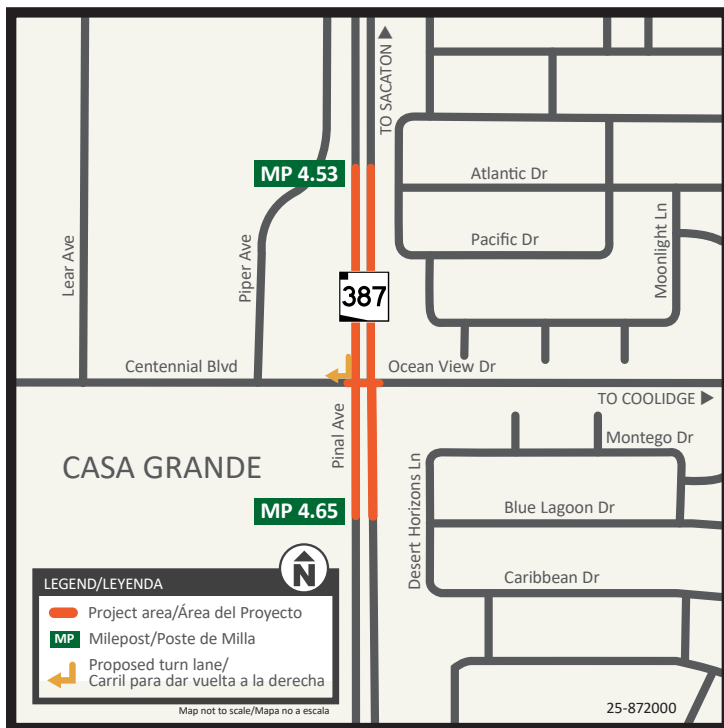 TO SACATON ▲
MP 4.53
Atlantic Dr
Pacific Dr
Moonlight Ln
Lear Ave
Piper Ave
387
Centennial Blvd
Ocean View Dr
TO COOLIDGE ▶
Pinal Ave
Montego Dr
CASA GRANDE
Desert Horizons Ln
MP 4.65
Blue Lagoon Dr
Caribbean Dr
N
LEGEND/LEYENDA
Project area/Área del Proyecto
MP Milepost/Poste de Milla
Proposed turn lane/
Carril para dar vuelta a la derecha
Map not to scale/Mapa no a escala
25-872000